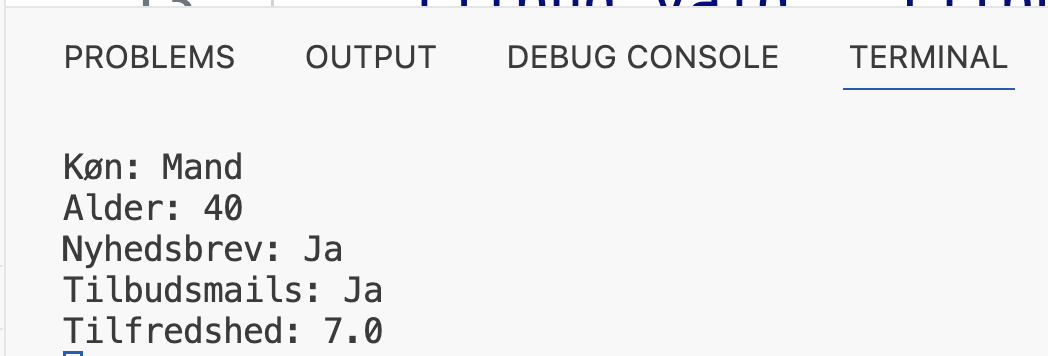 PROBLEMS OUTPUT DEBUG CONSOLE TERMINAL
Køn: Mand
Alder: 40
Nyhedsbrev: Ja
Tilbudsmails: Ja
Tilfredshed: 7.0